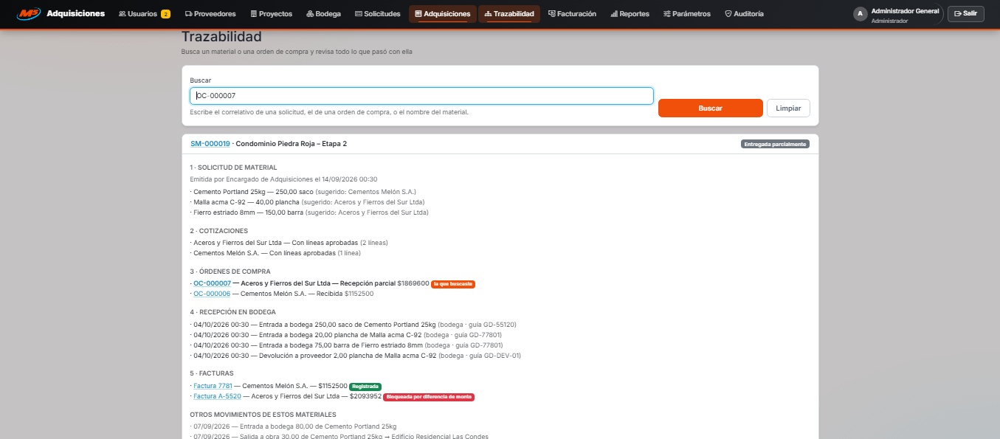 M5 Adquisiciones Usuarios 2 Proveedores Proyectos Bodega Solicitudes Adquisiciones Trazabilidad Facturación Reportes Parámetros Auditoría A Administrador General Salir
Administrador
Trazabilidad
Busca un material o una orden de compra y revisa todo lo que pasó con ella
Buscar
OC-000007
Buscar Limpiar
Escribe el correlativo de una solicitud, el de una orden de compra, o el nombre del material.
SM-000019 · Condominio Piedra Roja – Etapa 2 Entregada parcialmente
1 · SOLICITUD DE MATERIAL
Emitida por Encargado de Adquisiciones el 14/09/2026 00:30
· Cemento Portland 25kg — 250,00 saco (sugerido: Cementos Melón S.A.)
· Malla acma C-92 — 40,00 plancha (sugerido: Aceros y Fierros del Sur Ltda)
· Fierro estriado 8mm — 150,00 barra (sugerido: Aceros y Fierros del Sur Ltda)
2 · COTIZACIONES
· Aceros y Fierros del Sur Ltda — Con líneas aprobadas (2 líneas)
· Cementos Melón S.A. — Con líneas aprobadas (1 línea)
3 · ÓRDENES DE COMPRA
· OC-000007 — Aceros y Fierros del Sur Ltda — Recepción parcial $1869600 la que buscaste
· OC-000006 — Cementos Melón S.A. — Recibida $1152500
4 · RECEPCIÓN EN BODEGA
· 04/10/2026 00:30 — Entrada a bodega 250,00 saco de Cemento Portland 25kg (bodega · guía GD-55120)
· 04/10/2026 00:30 — Entrada a bodega 20,00 plancha de Malla acma C-92 (bodega · guía GD-77801)
· 04/10/2026 00:30 — Entrada a bodega 75,00 barra de Fierro estriado 8mm (bodega · guía GD-77801)
· 04/10/2026 00:30 — Devolución a proveedor 2,00 plancha de Malla acma C-92 (bodega · guía GD-DEV-01)
5 · FACTURAS
· Factura 7781 — Cementos Melón S.A. — $1152500 Registrada
· Factura A-5520 — Aceros y Fierros del Sur Ltda — $2093952 Bloqueada por diferencia de monto
OTROS MOVIMIENTOS DE ESTOS MATERIALES
· 07/09/2026 — Entrada a bodega 80,00 de Cemento Portland 25kg
· 07/09/2026 — Salida a obra 30,00 de Cemento Portland 25kg → Edificio Residencial Las Condes